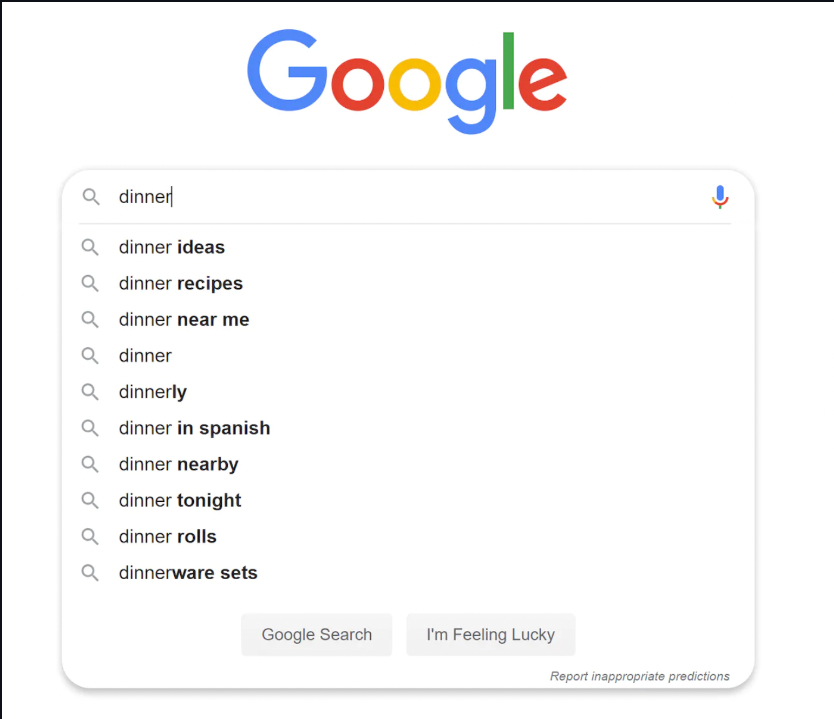 Google
dinner
dinner ideas
dinner recipes
dinner near me
dinner
dinnerly
dinner in spanish
dinner nearby
dinner tonight
dinner rolls
dinnerware sets
Google Search
I'm Feeling Lucky
Report inappropriate predictions